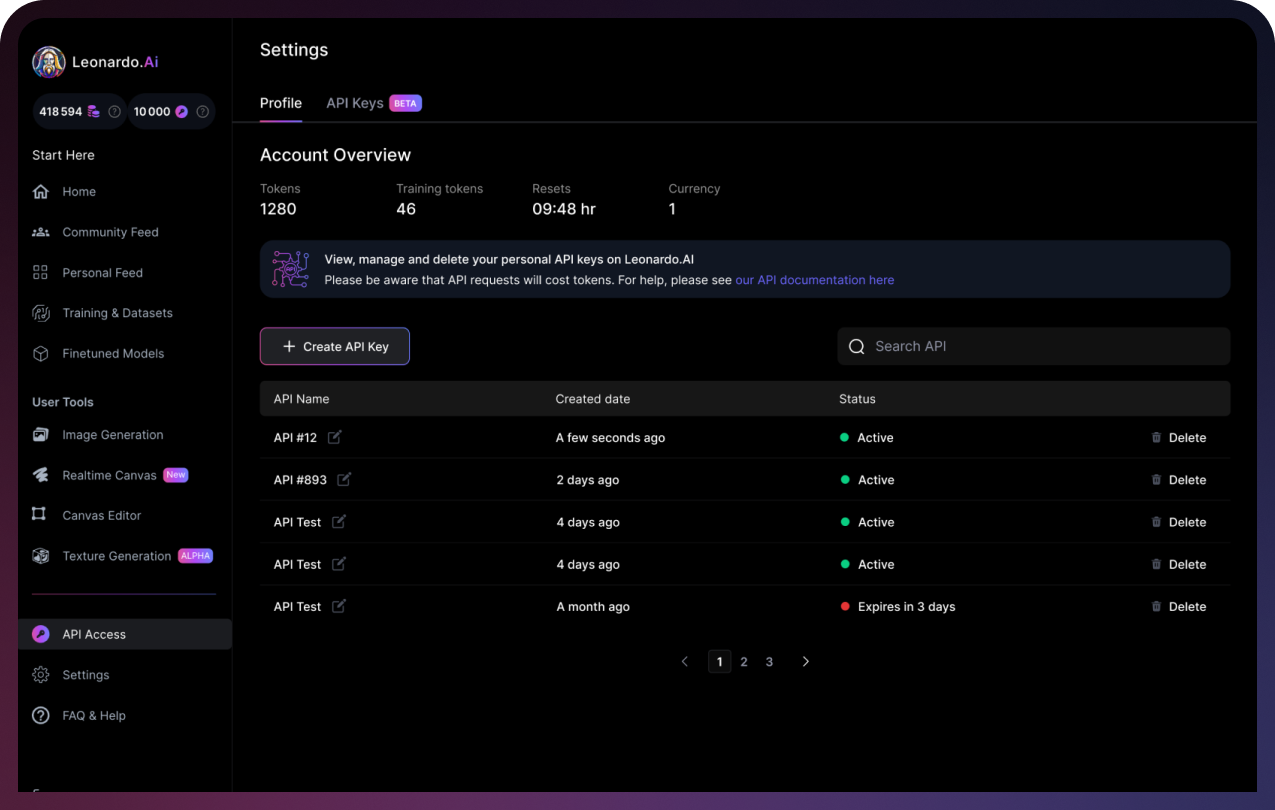 Leonardo.Ai
418 594
10 000
Start Here
Home
Community Feed
Personal Feed
Training & Datasets
Finetuned Models
User Tools
Image Generation
Realtime Canvas New
Canvas Editor
Texture Generation ALPHA
API Access
Settings
FAQ & Help
Settings
Profile API Keys BETA
Account Overview
Tokens Training tokens Resets Currency
1280 46 09:48 hr 1
API
View, manage and delete your personal API keys on Leonardo.AI
Please be aware that API requests will cost tokens. For help, please see our API documentation here
+ Create API Key
Search API
API Name Created date Status
API #12 A few seconds ago Active Delete
API #893 2 days ago Active Delete
API Test 4 days ago Active Delete
API Test 4 days ago Active Delete
API Test A month ago Expires in 3 days Delete
< 1 2 3 >